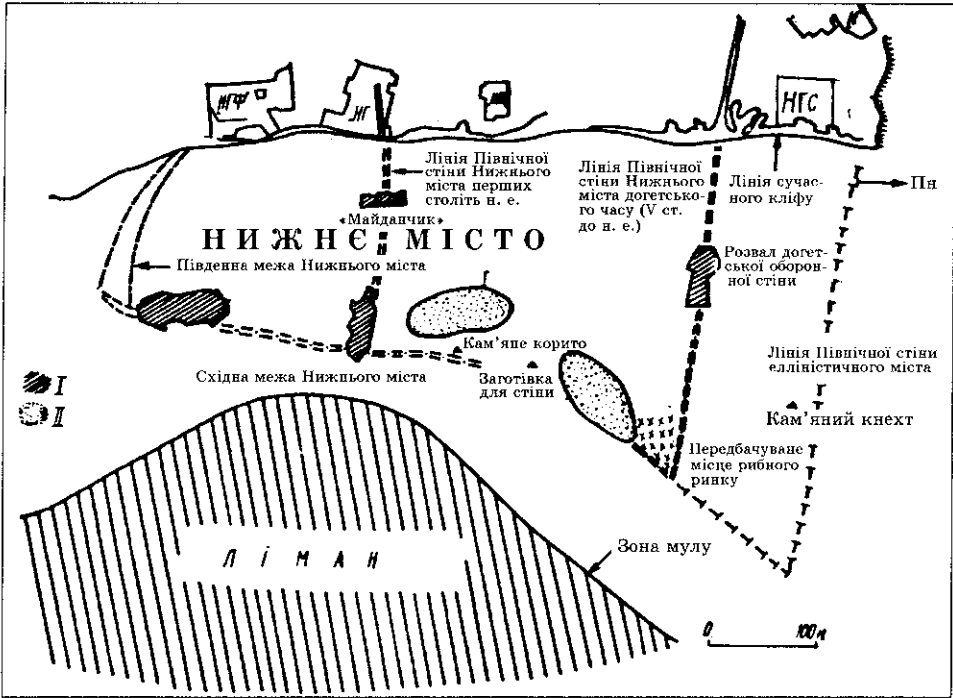 НГФ
НГ
НГС
Лінія Північної
стіни Нижнього
міста перших
століть н. е.
«Майданчик»
Лінія Північної
стіни Нижнього
міста догетсько-
го часу (V ст.
до н. е.)
Лінія сучас-
ного кліфу
Пн
НИЖНЄ МІСТО
Південна межа Нижнього міста
Розвал догет-
ської оборон-
ної стіни
Кам’яне корито
Східна межа Нижнього міста
Заготівка
для стіни
Лінія Північної стіни
елліністичного міста
Кам’яний кнехт
I
II
Передбачуване
місце рибного
ринку
Зона мулу
ЛІМАН
0 100м